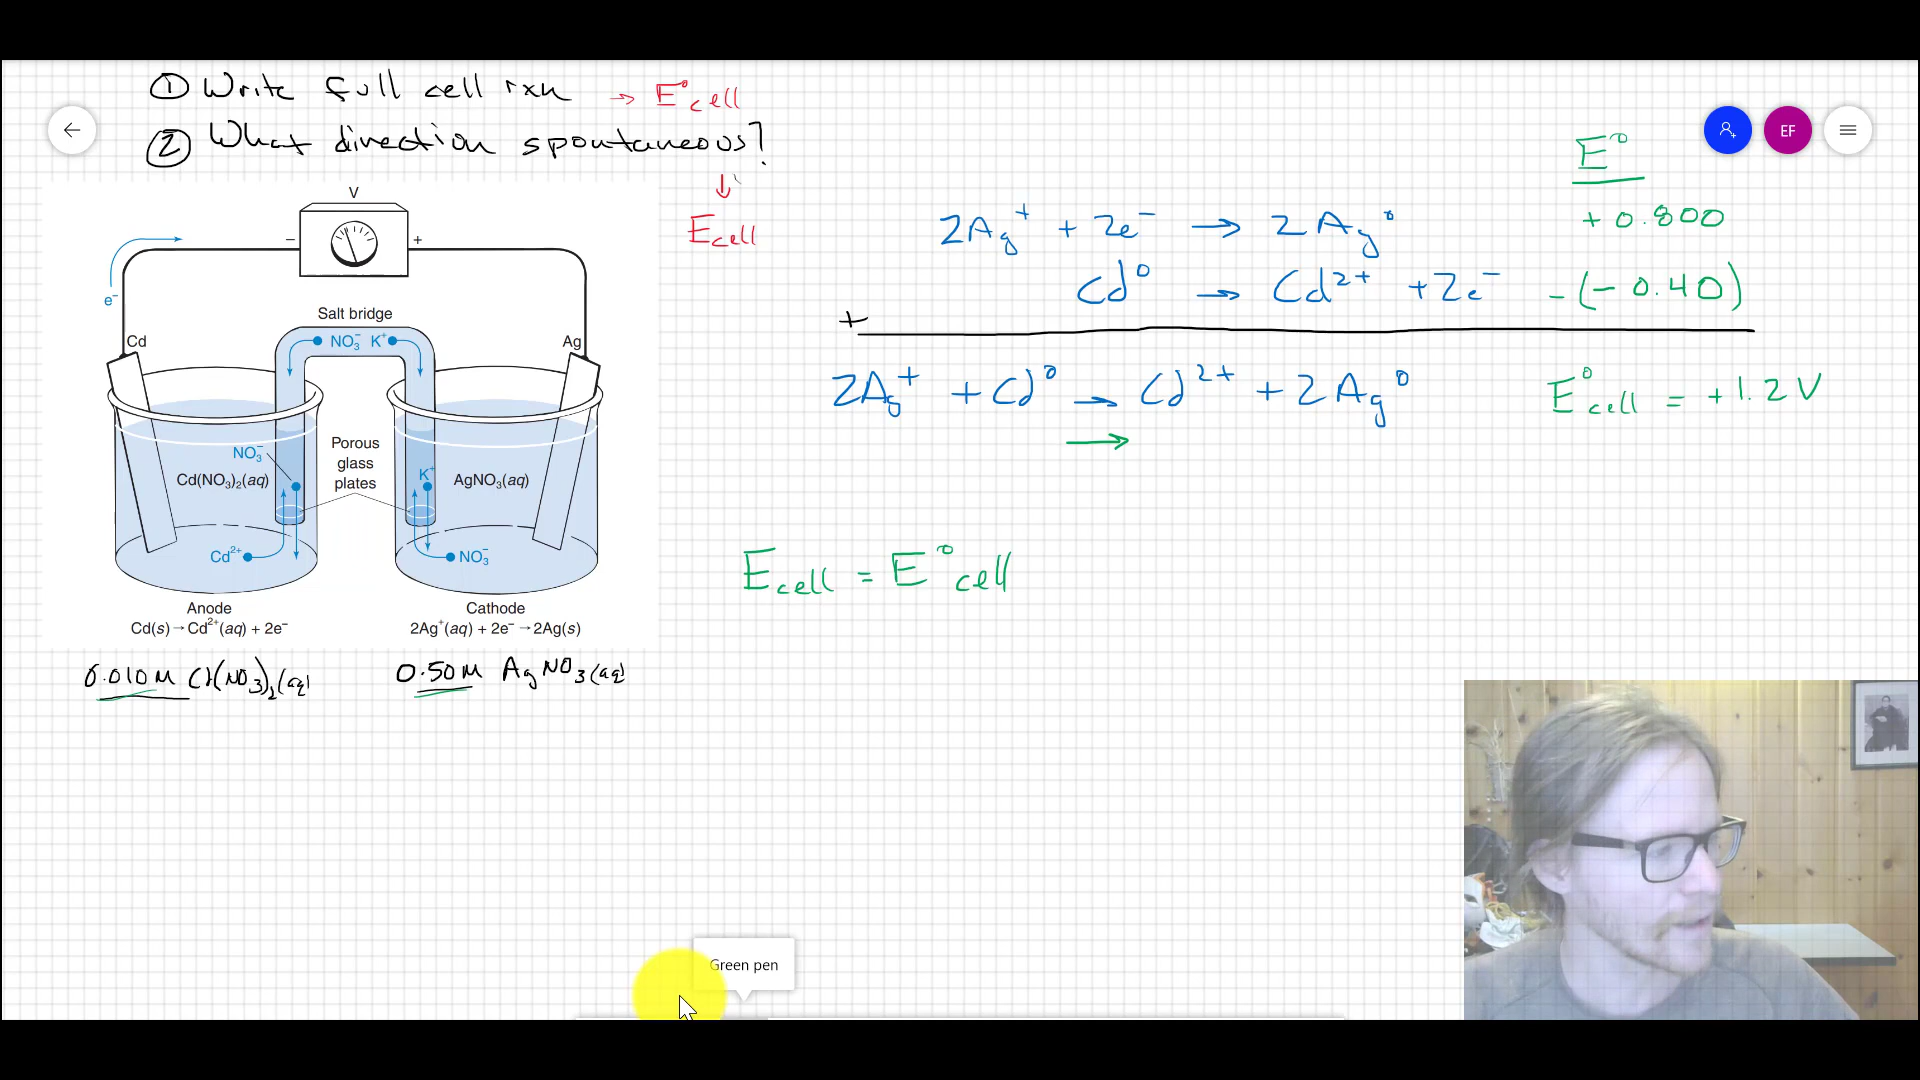 ① Write full cell rxn → E°cell
② What direction spontaneous?
↓
Ecell
EF
E°
2Ag⁺ + 2e⁻ → 2Ag° +0.800
Cd° → Cd²⁺ + 2e⁻ -(-0.40)
+
2Ag⁺ + Cd° → Cd²⁺ + 2Ag° E°cell = +1.2V
→
Ecell = E°cell
V
− +
e⁻
Salt bridge
Cd NO₃⁻ K⁺ Ag
Porous
glass
plates
NO₃⁻
Cd(NO₃)₂(aq) K⁺ AgNO₃(aq)
Cd²⁺ NO₃⁻
Anode Cathode
Cd(s) → Cd²⁺(aq) + 2e⁻ 2Ag⁺(aq) + 2e⁻ → 2Ag(s)
0.010M Cd(NO₃)₂(aq) 0.50M AgNO₃(aq)
Green pen